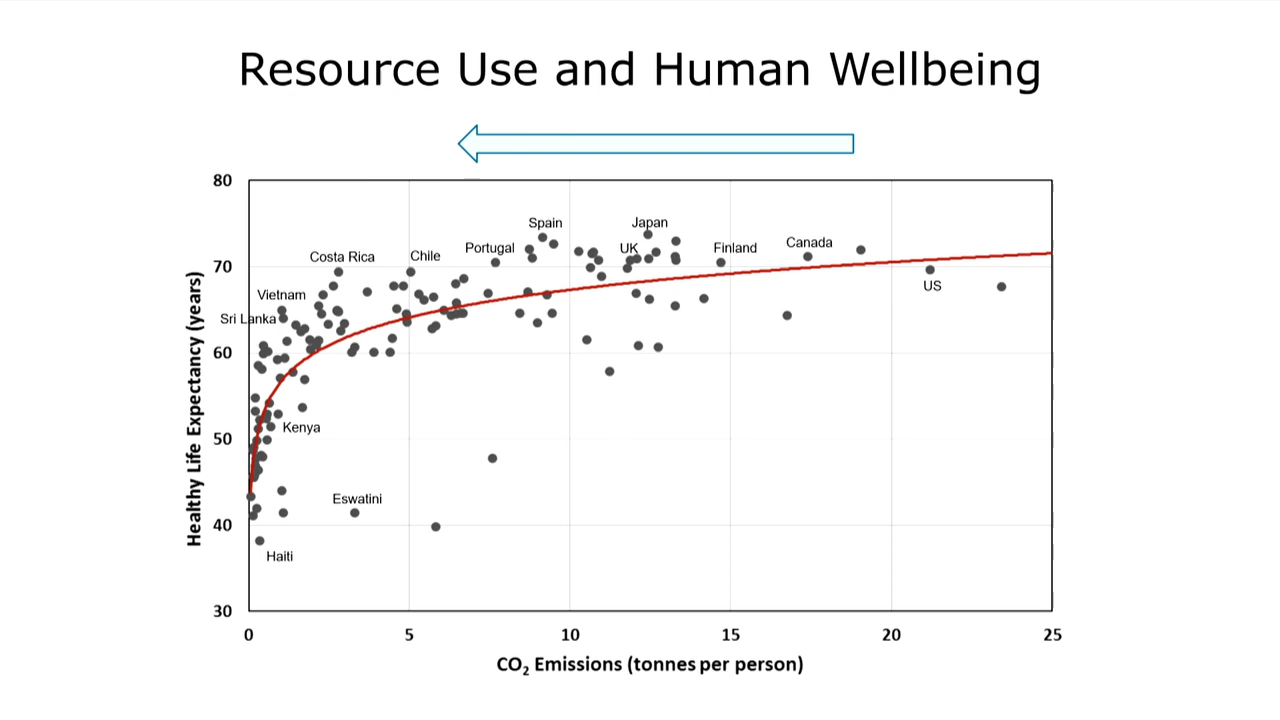 Resource Use and Human Wellbeing
80
70
60
50
40
30
Healthy Life Expectancy (years)
Spain
Japan
Portugal
UK
Finland
Canada
Costa Rica
Chile
US
Vietnam
Sri Lanka
Kenya
Eswatini
Haiti
0 5 10 15 20 25
CO₂ Emissions (tonnes per person)